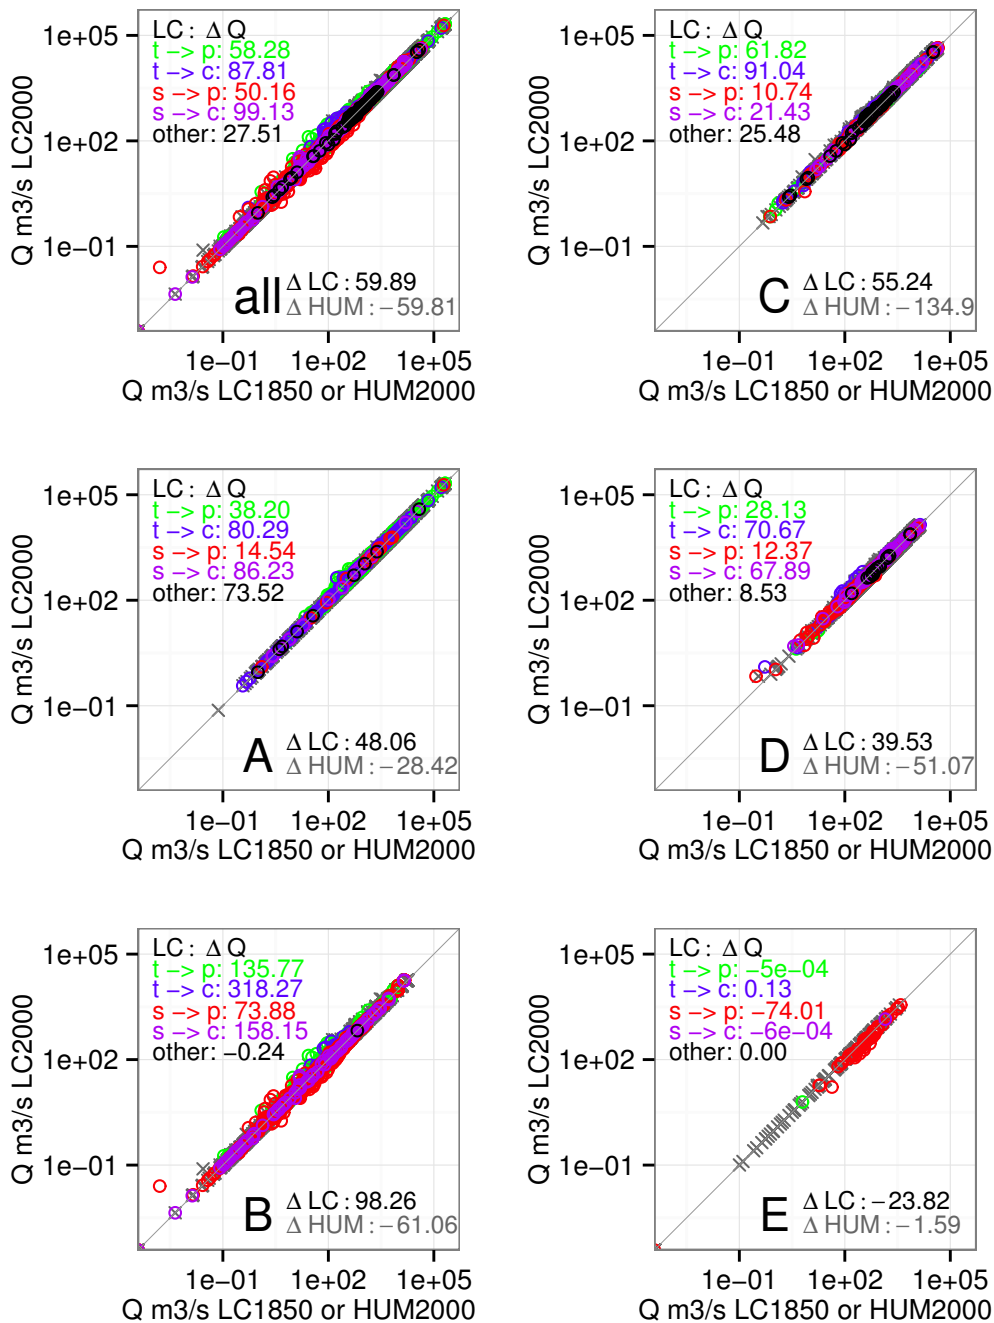 LC : Δ Q
t −> p: 58.28
t −> c: 87.81
s −> p: 50.16
s −> c: 99.13
other: 27.51
1e+05
1e+02
1e−01
Q m3/s LC2000
all
Δ LC : 59.89
Δ HUM : −59.81
1e−01 1e+02 1e+05
Q m3/s LC1850 or HUM2000
LC : Δ Q
t −> p: 61.82
t −> c: 91.04
s −> p: 10.74
s −> c: 21.43
other: 25.48
1e+05
1e+02
1e−01
Q m3/s LC2000
C
Δ LC : 55.24
Δ HUM : −134.9
1e−01 1e+02 1e+05
Q m3/s LC1850 or HUM2000
LC : Δ Q
t −> p: 38.20
t −> c: 80.29
s −> p: 14.54
s −> c: 86.23
other: 73.52
1e+05
1e+02
1e−01
Q m3/s LC2000
A
Δ LC : 48.06
Δ HUM : −28.42
1e−01 1e+02 1e+05
Q m3/s LC1850 or HUM2000
LC : Δ Q
t −> p: 28.13
t −> c: 70.67
s −> p: 12.37
s −> c: 67.89
other: 8.53
1e+05
1e+02
1e−01
Q m3/s LC2000
D
Δ LC : 39.53
Δ HUM : −51.07
1e−01 1e+02 1e+05
Q m3/s LC1850 or HUM2000
LC : Δ Q
t −> p: 135.77
t −> c: 318.27
s −> p: 73.88
s −> c: 158.15
other: −0.24
1e+05
1e+02
1e−01
Q m3/s LC2000
B
Δ LC : 98.26
Δ HUM : −61.06
1e−01 1e+02 1e+05
Q m3/s LC1850 or HUM2000
LC : Δ Q
t −> p: −5e−04
t −> c: 0.13
s −> p: −74.01
s −> c: −6e−04
other: 0.00
1e+05
1e+02
1e−01
Q m3/s LC2000
E
Δ LC : −23.82
Δ HUM : −1.59
1e−01 1e+02 1e+05
Q m3/s LC1850 or HUM2000